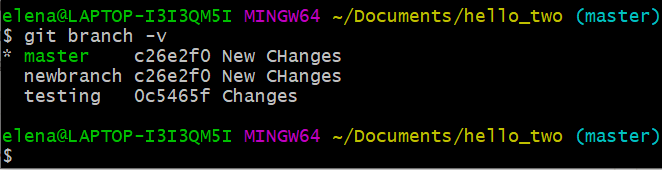 elena@LAPTOP-I3I3QM5I MINGW64 ~/Documents/hello_two (master)
$ git branch -v
* master    c26e2f0 New CHanges
  newbranch c26e2f0 New CHanges
  testing   0c5465f Changes
elena@LAPTOP-I3I3QM5I MINGW64 ~/Documents/hello_two (master)
$